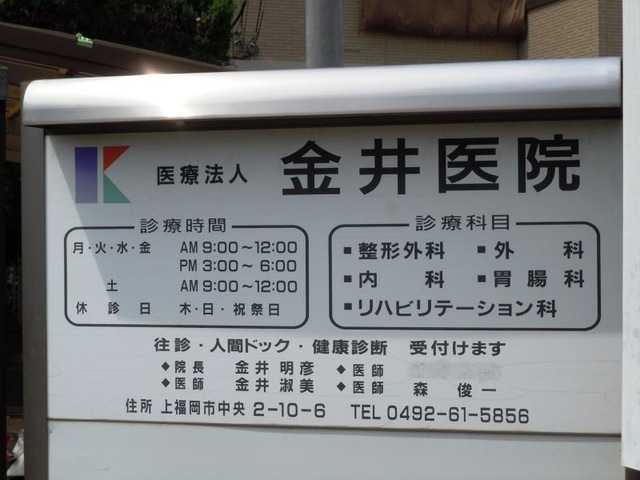 K 医療法人 金井医院
診療時間
月・火・水・金 AM 9:00～12:00
PM 3:00～6:00
土 AM 9:00～12:00
休診日 木・日・祝祭日
診療科目
▪整形外科 ▪外科
▪内科 ▪胃腸科
▪リハビリテーション科
往診・人間ドック・健康診断 受付けます
◆院長 金井 明彦 ◆医師
◆医師 金井 淑美 ◆医師 森 俊一
住所 上福岡市中央 2-10-6 TEL 0492-61-5856